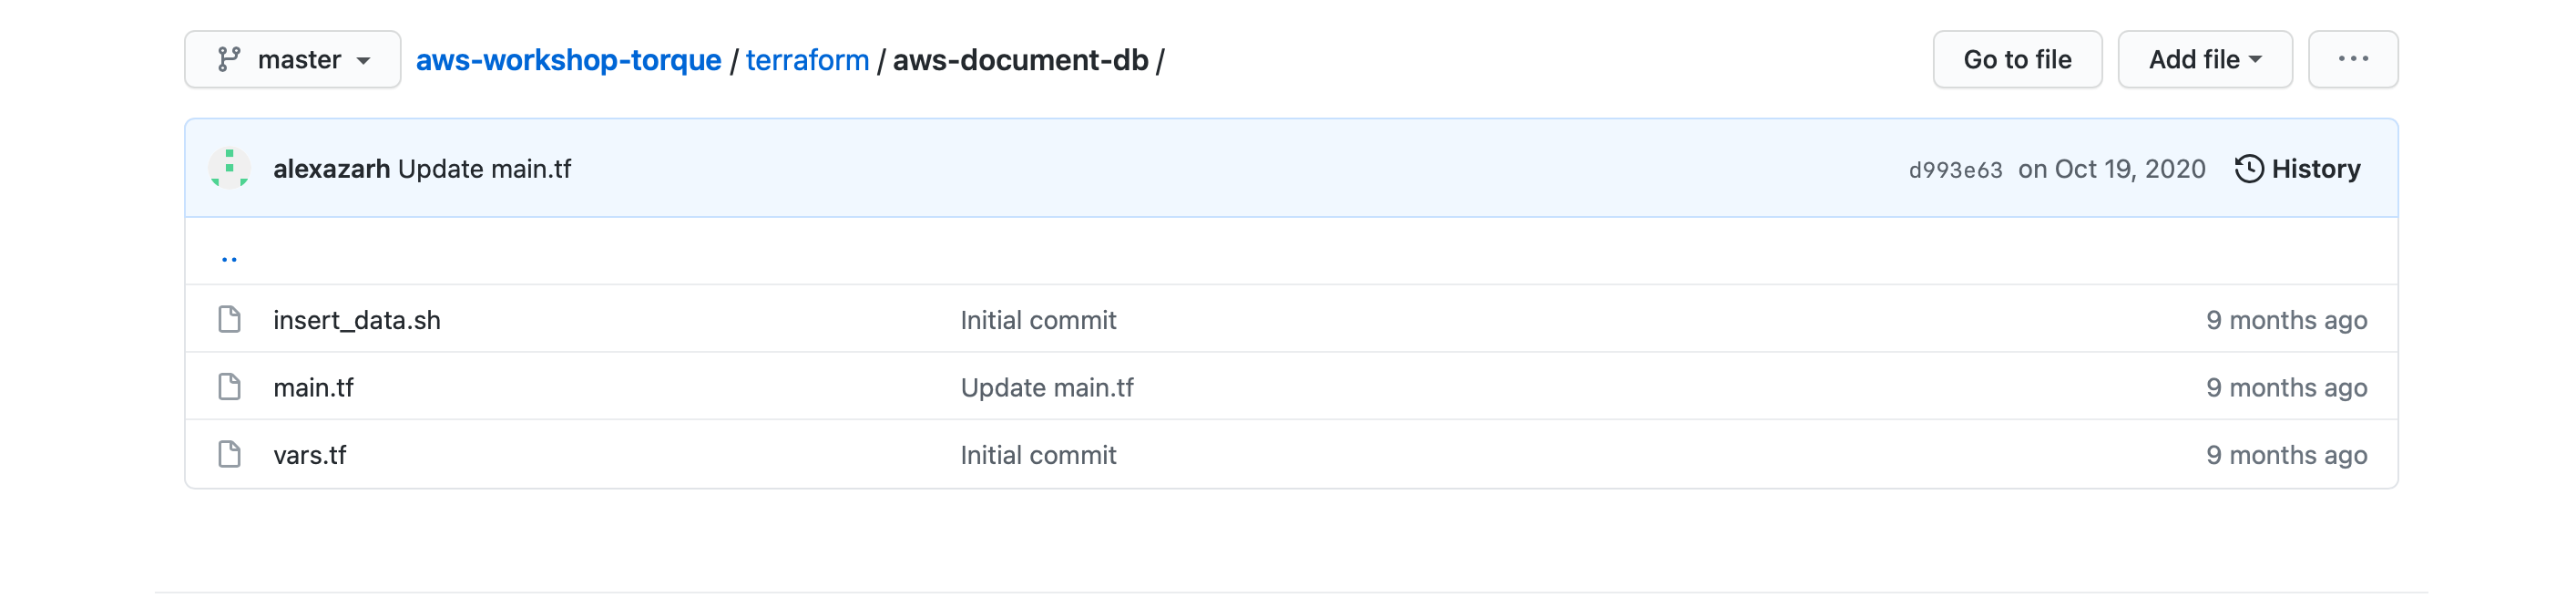 master aws-workshop-torque / terraform / aws-document-db / Go to file Add file ...
alexazarh Update main.tf d993e63 on Oct 19, 2020 History
..
insert_data.sh Initial commit 9 months ago
main.tf Update main.tf 9 months ago
vars.tf Initial commit 9 months ago